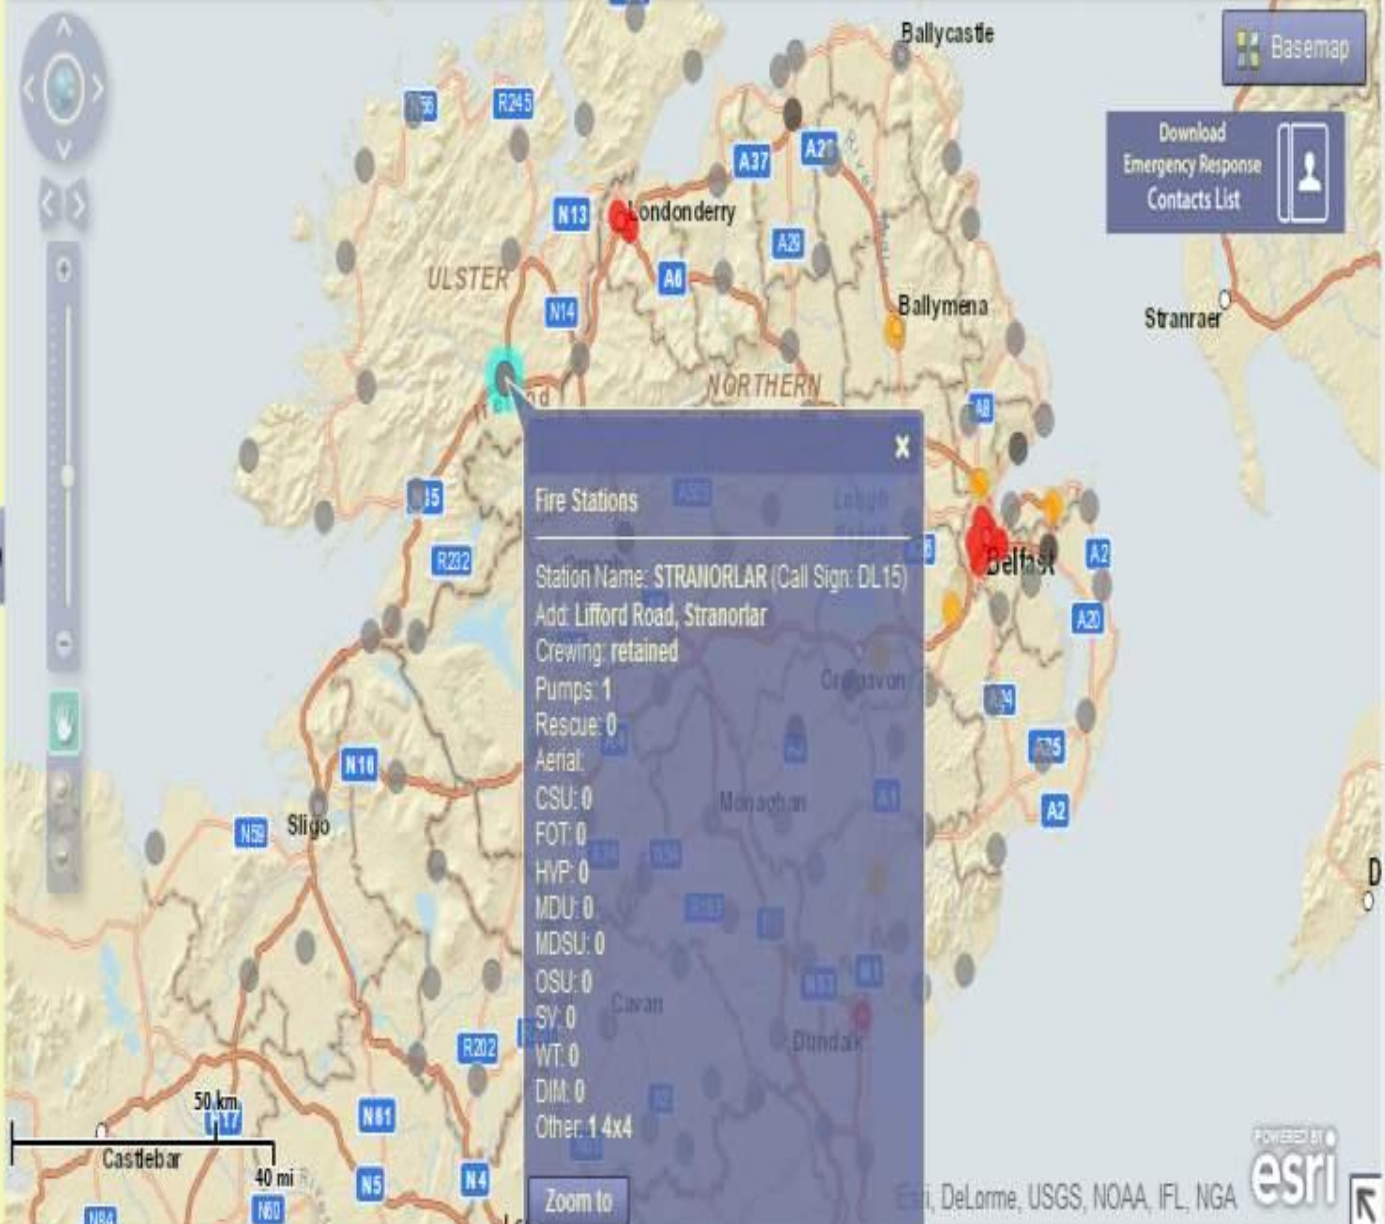 Ballycastle
Basemap
R245
Download
Emergency Response
Contacts List
A37
N13
Londonderry
A29
ULSTER
A6
N14
Ballymena
Stranraer
NORTHERN
A8
Fire Stations
Station Name: STRANORLAR (Call Sign: DL15)
Add: Lifford Road, Stranorlar
Crewing: retained
Pumps: 1
Rescue: 0
Aerial:
CSU: 0
FOT: 0
HVP: 0
MDU: 0
MDSU: 0
OSU: 0
SV: 0
WT: 0
DIM: 0
Other: 1 4x4
Zoom to
R232
Belfast
A2
A20
N16
Monaghan
A1
A2
Sligo
N59
Cavan
Dundalk
R202
50 km
N17
N61
Castlebar
40 mi
N5
N4
N60
N84
POWERED BY
esri
Esri, DeLorme, USGS, NOAA, IFL, NGA